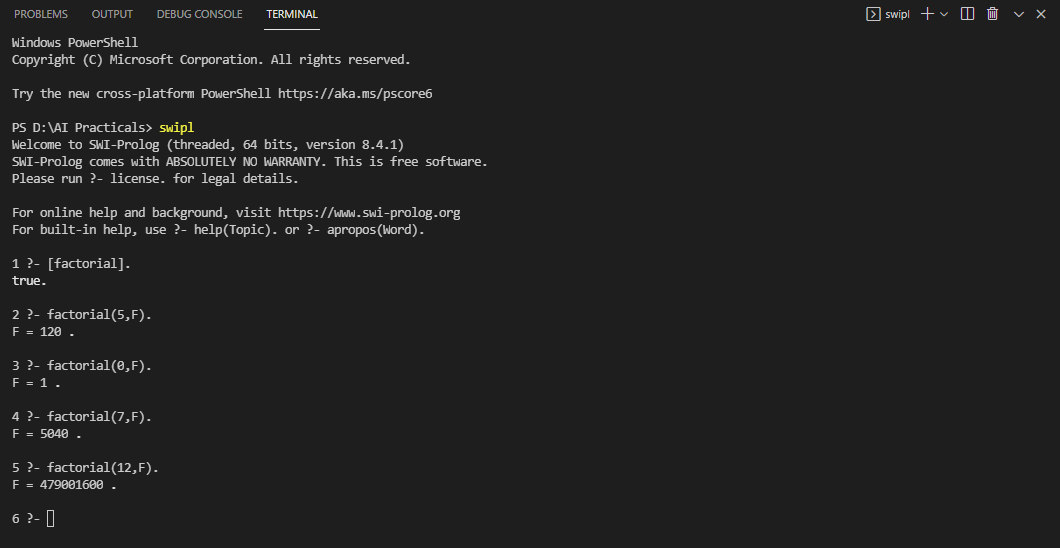 PROBLEMS OUTPUT DEBUG CONSOLE TERMINAL swipl
Windows PowerShell
Copyright (C) Microsoft Corporation. All rights reserved.
Try the new cross-platform PowerShell https://aka.ms/pscore6
PS D:\AI Practicals> swipl
Welcome to SWI-Prolog (threaded, 64 bits, version 8.4.1)
SWI-Prolog comes with ABSOLUTELY NO WARRANTY. This is free software.
Please run ?- license. for legal details.
For online help and background, visit https://www.swi-prolog.org
For built-in help, use ?- help(Topic). or ?- apropos(Word).
1 ?- [factorial].
true.
2 ?- factorial(5,F).
F = 120 .
3 ?- factorial(0,F).
F = 1 .
4 ?- factorial(7,F).
F = 5040 .
5 ?- factorial(12,F).
F = 479001600 .
6 ?-